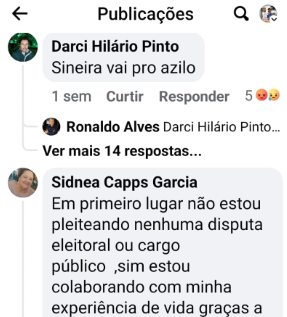 Publicações
Darci Hilário Pinto
Sineira vai pro azilo
1 sem Curtir Responder 5
Ronaldo Alves Darci Hilário Pinto...
Ver mais 14 respostas...
Sidnea Capps Garcia
Em primeiro lugar não estou
pleiteando nenhuma disputa
eleitoral ou cargo
público ,sim estou
colaborando com minha
experiência de vida graças a